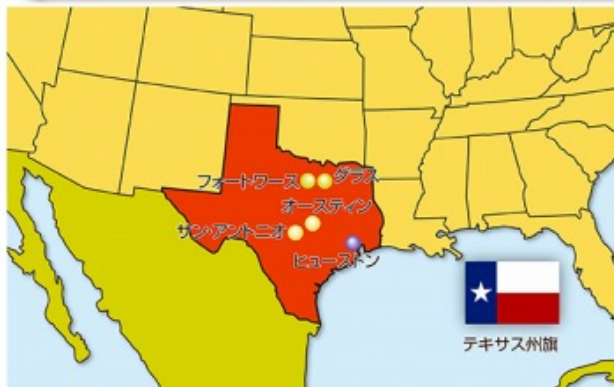 フォートワース
ダラス
オースティン
サン・アントニオ
ヒューストン
テキサス州旗